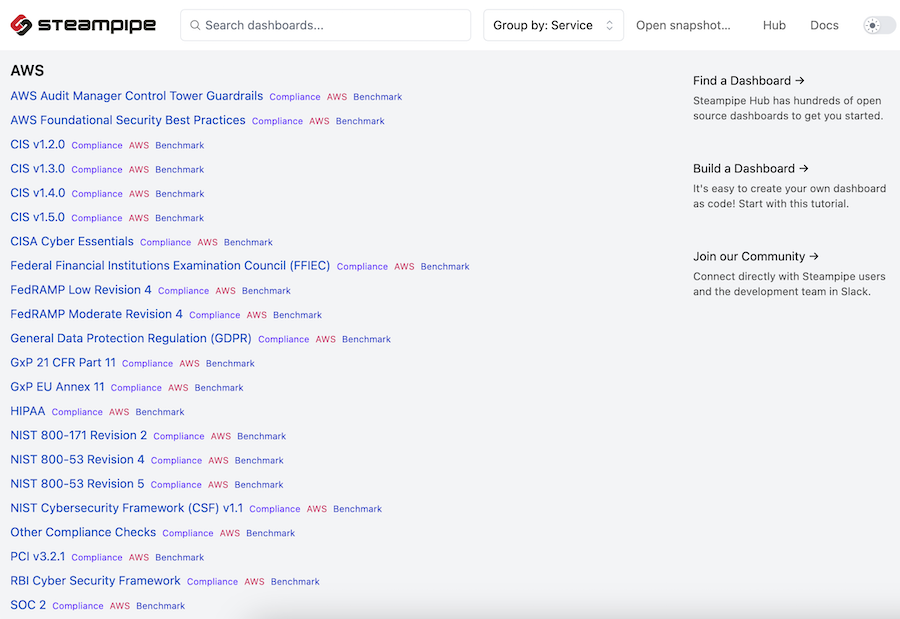 steampipe
Search dashboards...
Group by: Service
Open snapshot...
Hub
Docs
AWS
AWS Audit Manager Control Tower Guardrails Compliance AWS Benchmark
AWS Foundational Security Best Practices Compliance AWS Benchmark
CIS v1.2.0 Compliance AWS Benchmark
CIS v1.3.0 Compliance AWS Benchmark
CIS v1.4.0 Compliance AWS Benchmark
CIS v1.5.0 Compliance AWS Benchmark
CISA Cyber Essentials Compliance AWS Benchmark
Federal Financial Institutions Examination Council (FFIEC) Compliance AWS Benchmark
FedRAMP Low Revision 4 Compliance AWS Benchmark
FedRAMP Moderate Revision 4 Compliance AWS Benchmark
General Data Protection Regulation (GDPR) Compliance AWS Benchmark
GxP 21 CFR Part 11 Compliance AWS Benchmark
GxP EU Annex 11 Compliance AWS Benchmark
HIPAA Compliance AWS Benchmark
NIST 800-171 Revision 2 Compliance AWS Benchmark
NIST 800-53 Revision 4 Compliance AWS Benchmark
NIST 800-53 Revision 5 Compliance AWS Benchmark
NIST Cybersecurity Framework (CSF) v1.1 Compliance AWS Benchmark
Other Compliance Checks Compliance AWS Benchmark
PCI v3.2.1 Compliance AWS Benchmark
RBI Cyber Security Framework Compliance AWS Benchmark
SOC 2 Compliance AWS Benchmark
Find a Dashboard →
Steampipe Hub has hundreds of open
source dashboards to get you started.
Build a Dashboard →
It's easy to create your own dashboard
as code! Start with this tutorial.
Join our Community →
Connect directly with Steampipe users
and the development team in Slack.